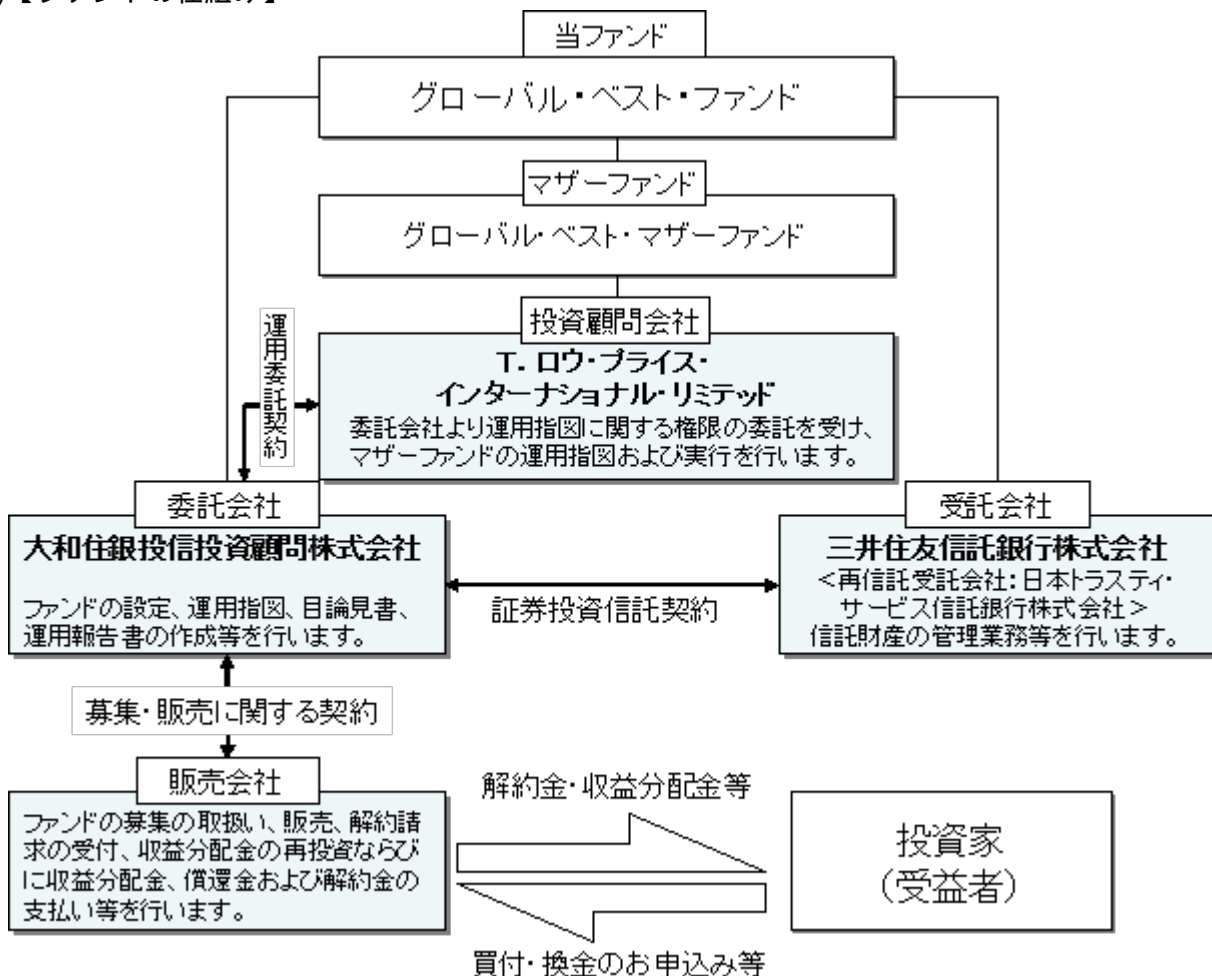 当ファンド
グローバル・ベスト・ファンド
マザーファンド
グローバル・ベスト・マザーファンド
投資顧問会社
T. ロウ・プライス・
インターナショナル・リミテッド
委託会社より運用指図に関する権限の委託を受け、
マザーファンドの運用指図および実行を行います。
運用委託契約
委託会社
大和住銀投信投資顧問株式会社
ファンドの設定、運用指図、目論見書、
運用報告書の作成等を行います。
証券投資信託契約
受託会社
三井住友信託銀行株式会社
<再信託受託会社:日本トラスティ・
サービス信託銀行株式会社>
信託財産の管理業務等を行います。
募集・販売に関する契約
販売会社
ファンドの募集の取扱い、販売、解約請
求の受付、収益分配金の再投資ならび
に収益分配金、償還金および解約金の
支払い等を行います。
解約金・収益分配金等
買付・換金のお申込み等
投資家
(受益者)